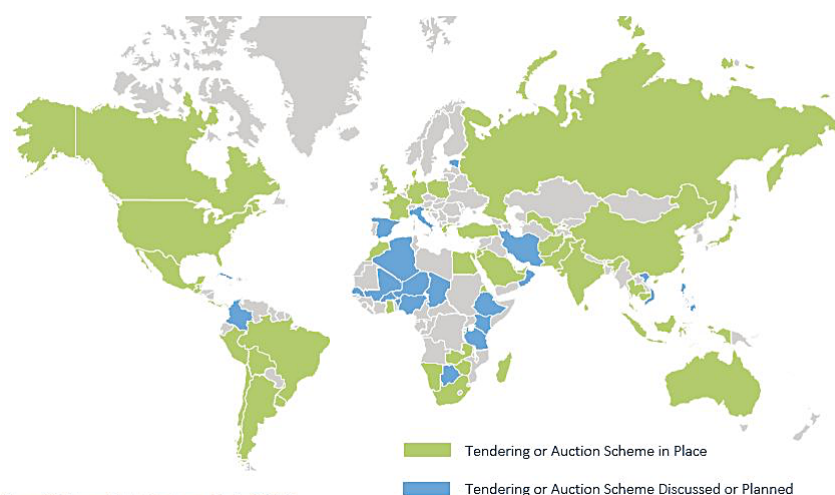 Tendering or Auction Scheme in Place
Tendering or Auction Scheme Discussed or Planned